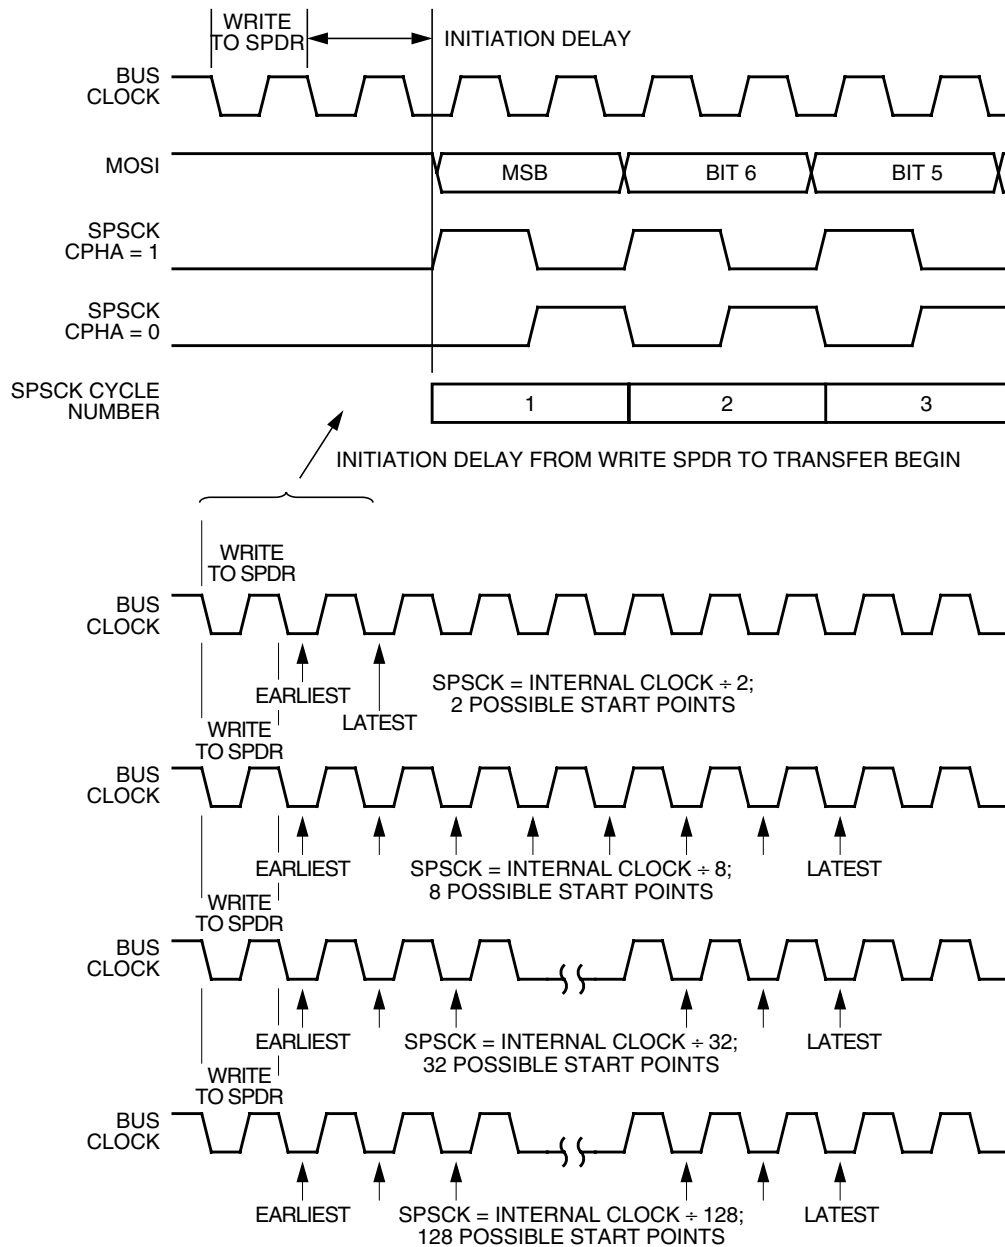 WRITE
TO SPDR
INITIATION DELAY
BUS
CLOCK
MOSI
MSB
BIT 6
BIT 5
SPSCK
CPHA = 1
SPSCK
CPHA = 0
SPSCK CYCLE
NUMBER
1
2
3
INITIATION DELAY FROM WRITE SPDR TO TRANSFER BEGIN
WRITE
TO SPDR
BUS
CLOCK
EARLIEST
LATEST
SPSCK = INTERNAL CLOCK ÷ 2;
2 POSSIBLE START POINTS
WRITE
TO SPDR
BUS
CLOCK
EARLIEST
SPSCK = INTERNAL CLOCK ÷ 8;
8 POSSIBLE START POINTS
LATEST
WRITE
TO SPDR
BUS
CLOCK
EARLIEST
SPSCK = INTERNAL CLOCK ÷ 32;
32 POSSIBLE START POINTS
LATEST
WRITE
TO SPDR
BUS
CLOCK
EARLIEST
SPSCK = INTERNAL CLOCK ÷ 128;
128 POSSIBLE START POINTS
LATEST